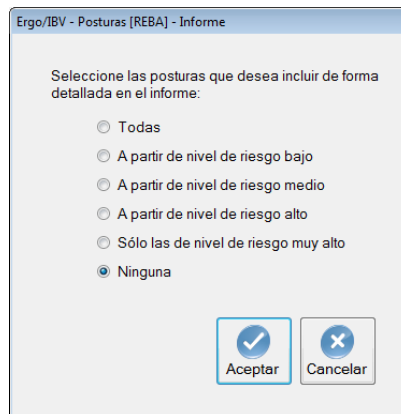 Ergo/IBV - Posturas [REBA] - Informe
Seleccione las posturas que desea incluir de forma
detallada en el informe:
Todas
A partir de nivel de riesgo bajo
A partir de nivel de riesgo medio
A partir de nivel de riesgo alto
Sólo las de nivel de riesgo muy alto
Ninguna
Aceptar
Cancelar